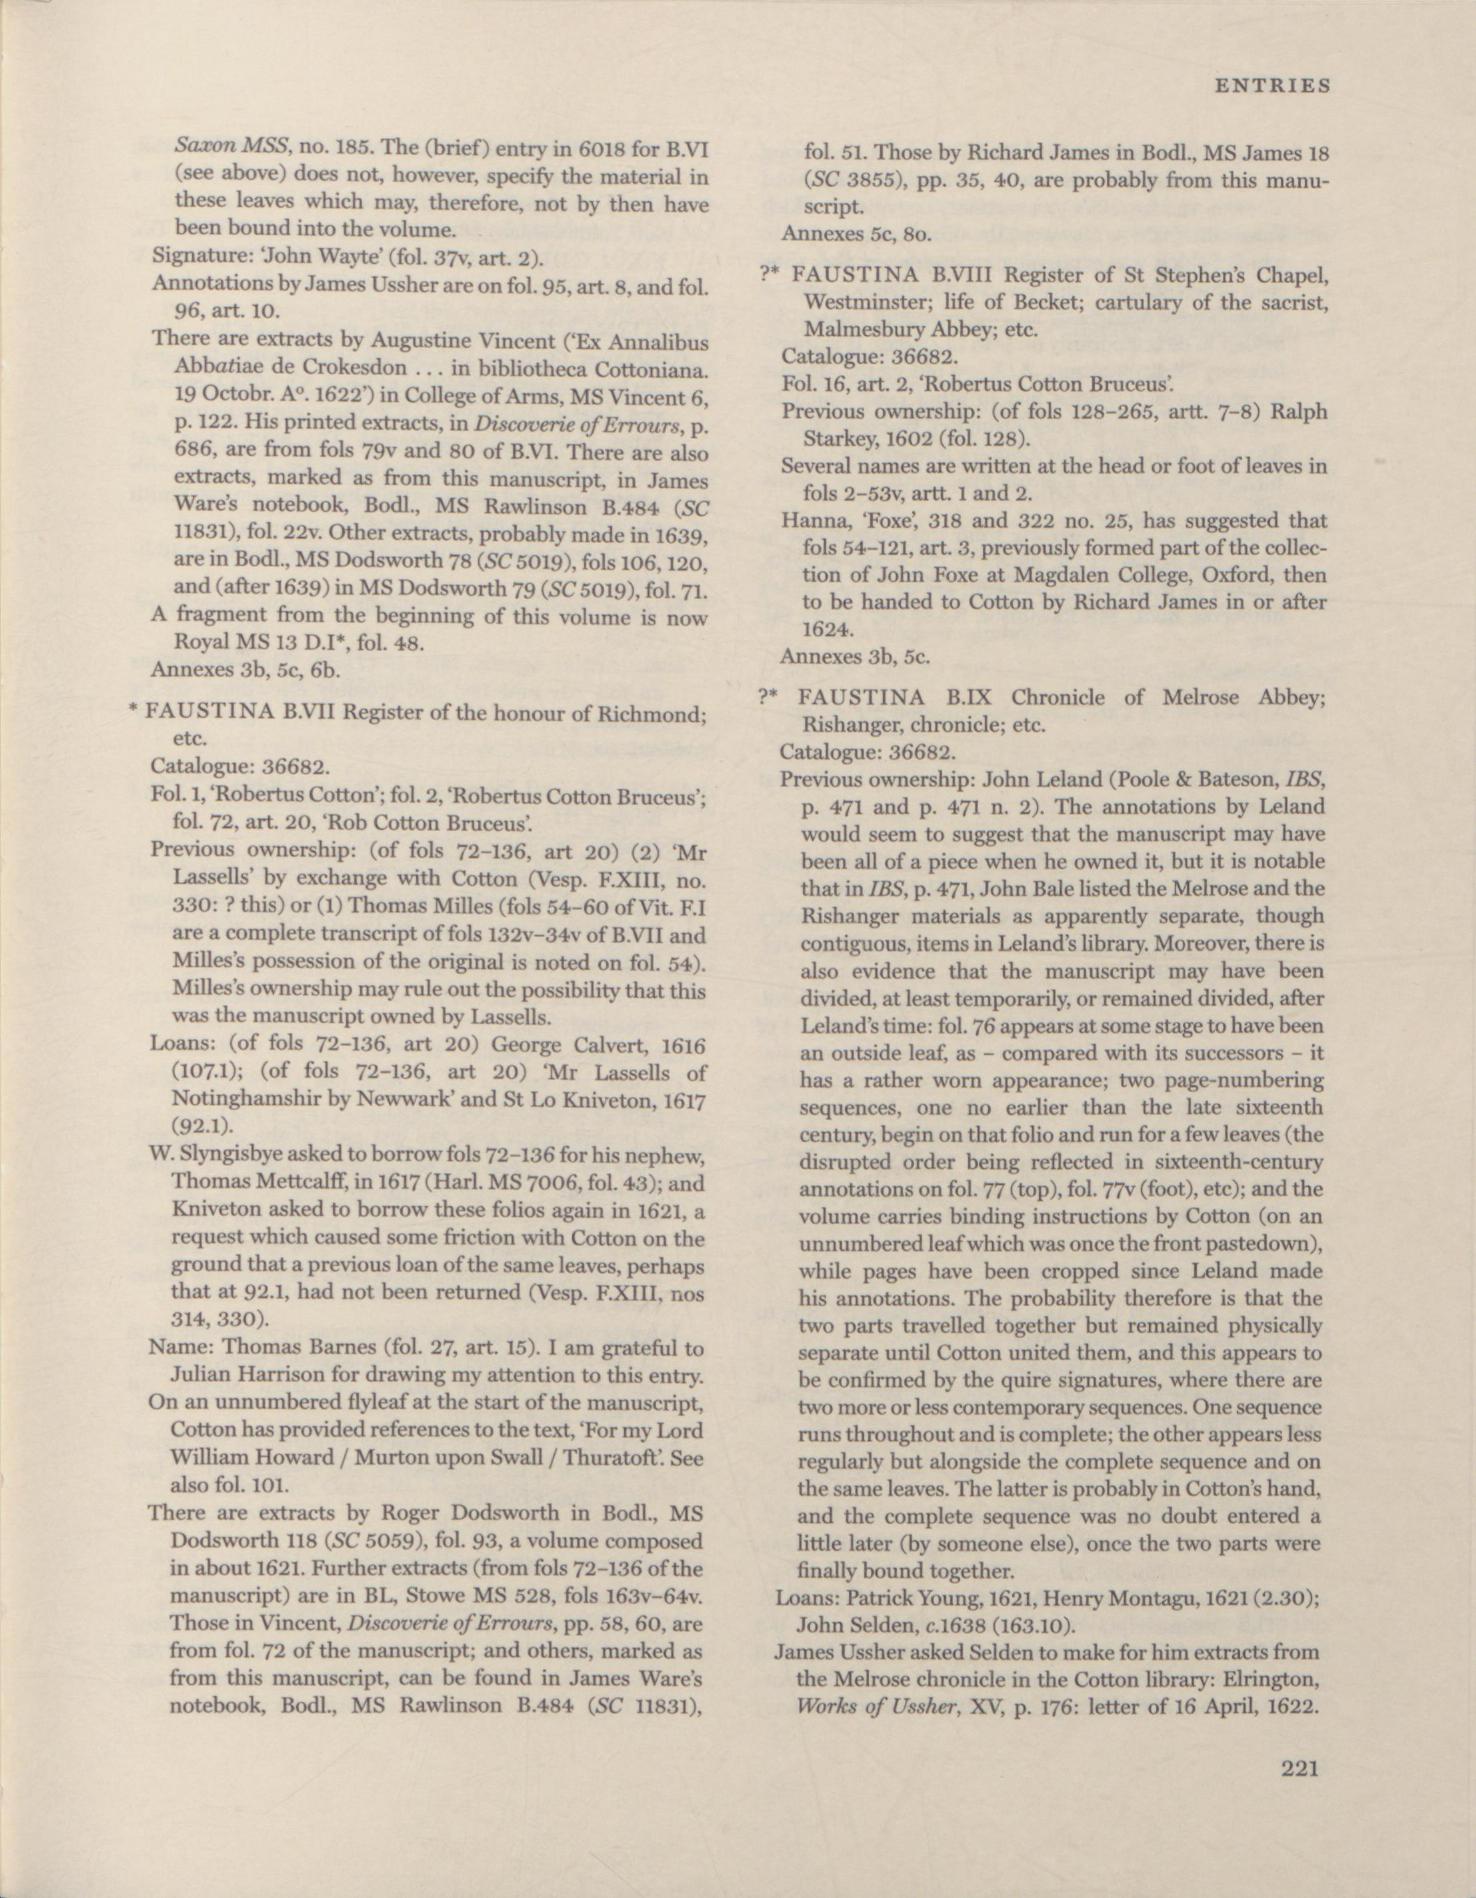 ENTRIES
Saxon MSS, no. 185. The (brief) entry in 6018 for B.VI
(see above) does not, however, specify the material in
these leaves which may, therefore, not by then have
been bound into the volume.
Signature: ‘John Wayte’ (fol. 37v, art. 2).
Annotations by James Ussher are on fol. 95, art. 8, and fol.
96, art. 10.
There are extracts by Augustine Vincent (‘Ex Annalibus
Abbatiae de Crokesdon ... in bibliotheca Cottoniana.
19 Octobr. Aº. 1622’) in College of Arms, MS Vincent 6,
p. 122. His printed extracts, in Discoverie of Errours, p.
686, are from fols 79v and 80 of B.VI. There are also
extracts, marked as from this manuscript, in James
Ware’s notebook, Bodl., MS Rawlinson B.484 (SC
11831), fol. 22v. Other extracts, probably made in 1639,
are in Bodl., MS Dodsworth 78 (SC 5019), fols 106, 120,
and (after 1639) in MS Dodsworth 79 (SC 5019), fol. 71.
A fragment from the beginning of this volume is now
Royal MS 13 D.I*, fol. 48.
Annexes 3b, 5c, 6b.
* FAUSTINA B.VII Register of the honour of Richmond;
etc.
Catalogue: 36682.
Fol. 1, ‘Robertus Cotton’; fol. 2, ‘Robertus Cotton Bruceus’;
fol. 72, art. 20, ‘Rob Cotton Bruceus’.
Previous ownership: (of fols 72–136, art 20) (2) ‘Mr
Lassells’ by exchange with Cotton (Vesp. F.XIII, no.
330: ? this) or (1) Thomas Milles (fols 54–60 of Vit. F.I
are a complete transcript of fols 132v–34v of B.VII and
Milles’s possession of the original is noted on fol. 54).
Milles’s ownership may rule out the possibility that this
was the manuscript owned by Lassells.
Loans: (of fols 72–136, art 20) George Calvert, 1616
(107.1); (of fols 72–136, art 20) ‘Mr Lassells of
Notinghamshir by Newwark’ and St Lo Kniveton, 1617
(92.1).
W. Slyngisbye asked to borrow fols 72–136 for his nephew,
Thomas Mettcalff, in 1617 (Harl. MS 7006, fol. 43); and
Kniveton asked to borrow these folios again in 1621, a
request which caused some friction with Cotton on the
ground that a previous loan of the same leaves, perhaps
that at 92.1, had not been returned (Vesp. F.XIII, nos
314, 330).
Name: Thomas Barnes (fol. 27, art. 15). I am grateful to
Julian Harrison for drawing my attention to this entry.
On an unnumbered flyleaf at the start of the manuscript,
Cotton has provided references to the text, ‘For my Lord
William Howard / Murton upon Swall / Thuratoft’. See
also fol. 101.
There are extracts by Roger Dodsworth in Bodl., MS
Dodsworth 118 (SC 5059), fol. 93, a volume composed
in about 1621. Further extracts (from fols 72–136 of the
manuscript) are in BL, Stowe MS 528, fols 163v–64v.
Those in Vincent, Discoverie of Errours, pp. 58, 60, are
from fol. 72 of the manuscript; and others, marked as
from this manuscript, can be found in James Ware’s
notebook, Bodl., MS Rawlinson B.484 (SC 11831),
fol. 51. Those by Richard James in Bodl., MS James 18
(SC 3855), pp. 35, 40, are probably from this manu-
script.
Annexes 5c, 8o.
?* FAUSTINA B.VIII Register of St Stephen’s Chapel,
Westminster; life of Becket; cartulary of the sacrist,
Malmesbury Abbey; etc.
Catalogue: 36682.
Fol. 16, art. 2, ‘Robertus Cotton Bruceus’.
Previous ownership: (of fols 128–265, artt. 7–8) Ralph
Starkey, 1602 (fol. 128).
Several names are written at the head or foot of leaves in
fols 2–53v, artt. 1 and 2.
Hanna, ‘Foxe’, 318 and 322 no. 25, has suggested that
fols 54–121, art. 3, previously formed part of the collec-
tion of John Foxe at Magdalen College, Oxford, then
to be handed to Cotton by Richard James in or after
1624.
Annexes 3b, 5c.
?* FAUSTINA B.IX Chronicle of Melrose Abbey;
Rishanger, chronicle; etc.
Catalogue: 36682.
Previous ownership: John Leland (Poole & Bateson, IBS,
p. 471 and p. 471 n. 2). The annotations by Leland
would seem to suggest that the manuscript may have
been all of a piece when he owned it, but it is notable
that in IBS, p. 471, John Bale listed the Melrose and the
Rishanger materials as apparently separate, though
contiguous, items in Leland’s library. Moreover, there is
also evidence that the manuscript may have been
divided, at least temporarily, or remained divided, after
Leland’s time: fol. 76 appears at some stage to have been
an outside leaf, as – compared with its successors – it
has a rather worn appearance; two page-numbering
sequences, one no earlier than the late sixteenth
century, begin on that folio and run for a few leaves (the
disrupted order being reflected in sixteenth-century
annotations on fol. 77 (top), fol. 77v (foot), etc); and the
volume carries binding instructions by Cotton (on an
unnumbered leaf which was once the front pastedown),
while pages have been cropped since Leland made
his annotations. The probability therefore is that the
two parts travelled together but remained physically
separate until Cotton united them, and this appears to
be confirmed by the quire signatures, where there are
two more or less contemporary sequences. One sequence
runs throughout and is complete; the other appears less
regularly but alongside the complete sequence and on
the same leaves. The latter is probably in Cotton’s hand,
and the complete sequence was no doubt entered a
little later (by someone else), once the two parts were
finally bound together.
Loans: Patrick Young, 1621, Henry Montagu, 1621 (2.30);
John Selden, c.1638 (163.10).
James Ussher asked Selden to make for him extracts from
the Melrose chronicle in the Cotton library: Elrington,
Works of Ussher, XV, p. 176: letter of 16 April, 1622.
221